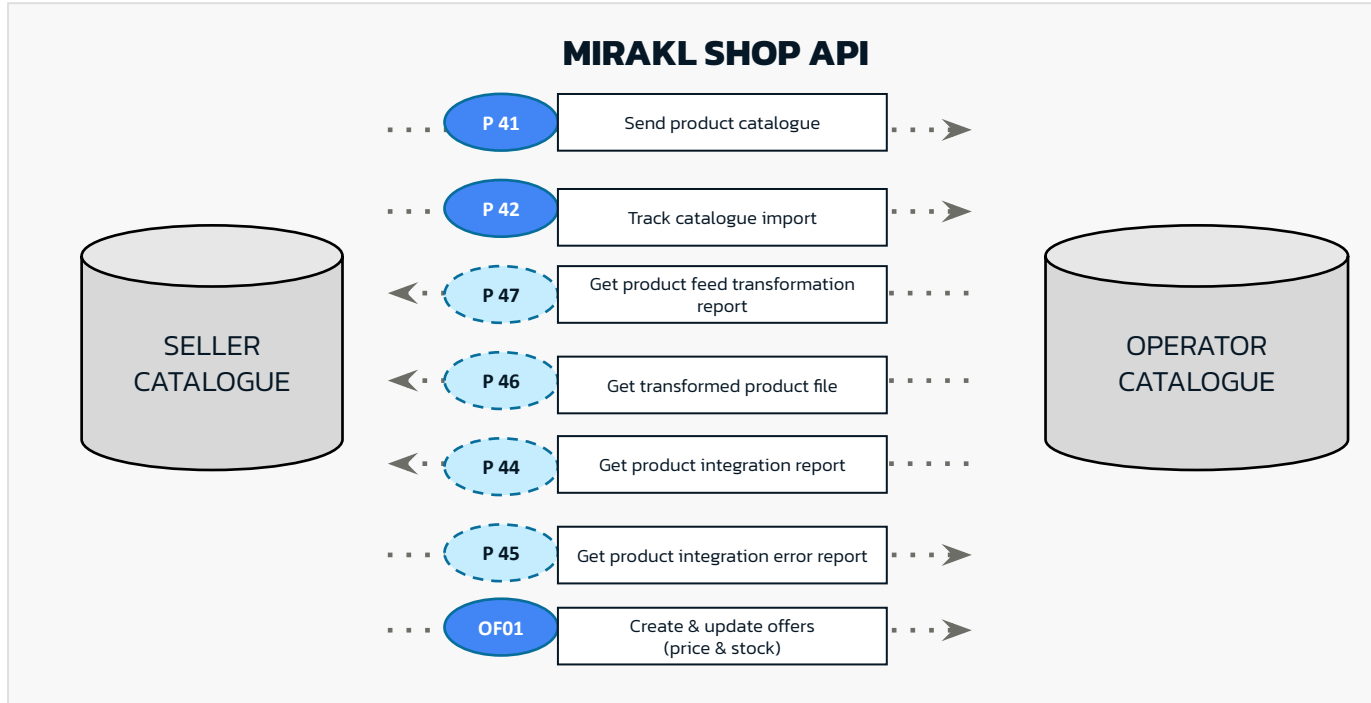 MIRAKL SHOP API
P 41
Send product catalogue
P 42
Track catalogue import
P 47
Get product feed transformation
report
SELLER
CATALOGUE
P 46
Get transformed product file
OPERATOR
CATALOGUE
P 44
Get product integration report
P 45
Get product integration error report
OF01
Create & update offers
(price & stock)